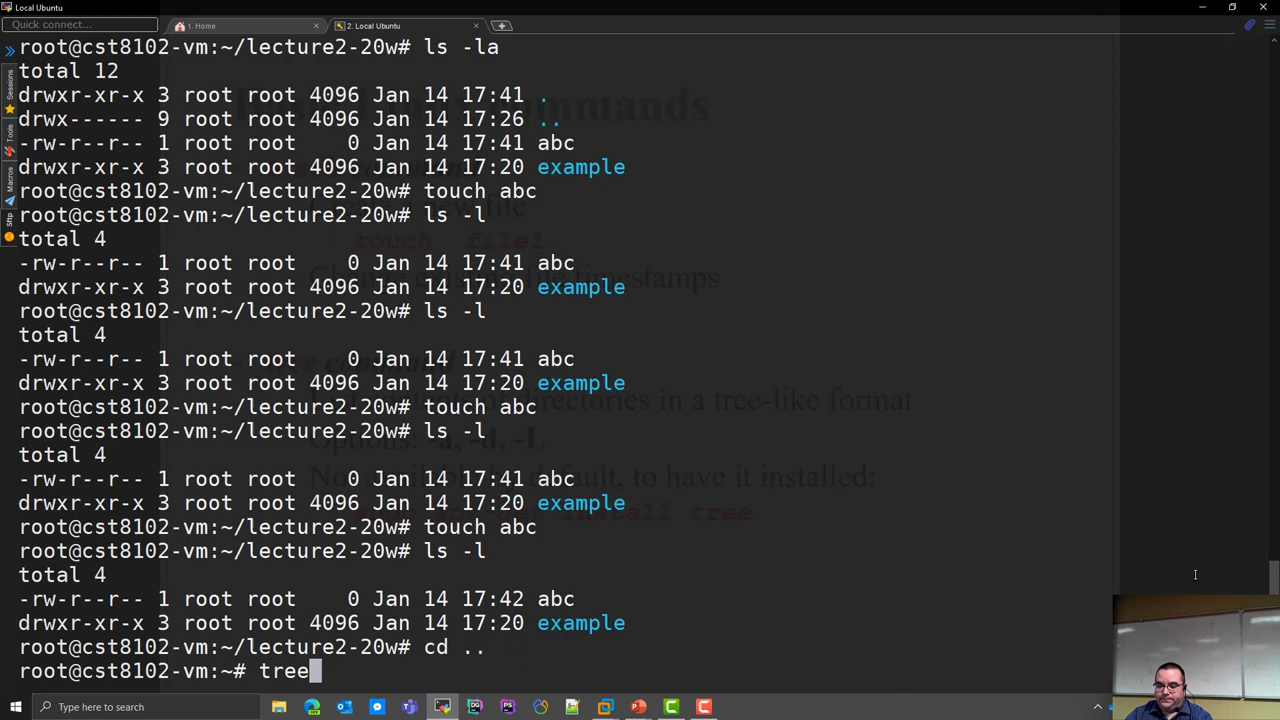 Local Ubuntu
Quick connect...
1. Home
2. Local Ubuntu
Sessions
Tools
Macros
Sftp
root@cst8102-vm:~/lecture2-20w# ls -la
total 12
drwxr-xr-x 3 root root 4096 Jan 14 17:41 .
drwx------ 9 root root 4096 Jan 14 17:26 ..
-rw-r--r-- 1 root root    0 Jan 14 17:41 abc
drwxr-xr-x 3 root root 4096 Jan 14 17:20 example
root@cst8102-vm:~/lecture2-20w# touch abc
root@cst8102-vm:~/lecture2-20w# ls -l
total 4
-rw-r--r-- 1 root root    0 Jan 14 17:41 abc
drwxr-xr-x 3 root root 4096 Jan 14 17:20 example
root@cst8102-vm:~/lecture2-20w# ls -l
total 4
-rw-r--r-- 1 root root    0 Jan 14 17:41 abc
drwxr-xr-x 3 root root 4096 Jan 14 17:20 example
root@cst8102-vm:~/lecture2-20w# touch abc
root@cst8102-vm:~/lecture2-20w# ls -l
total 4
-rw-r--r-- 1 root root    0 Jan 14 17:41 abc
drwxr-xr-x 3 root root 4096 Jan 14 17:20 example
root@cst8102-vm:~/lecture2-20w# touch abc
root@cst8102-vm:~/lecture2-20w# ls -l
total 4
-rw-r--r-- 1 root root    0 Jan 14 17:42 abc
drwxr-xr-x 3 root root 4096 Jan 14 17:20 example
root@cst8102-vm:~/lecture2-20w# cd ..
root@cst8102-vm:~# tree
touch file1
timestamps
of directories in a tree-like format
-a, -d, -L
to have it installed:
install tree
Type here to search